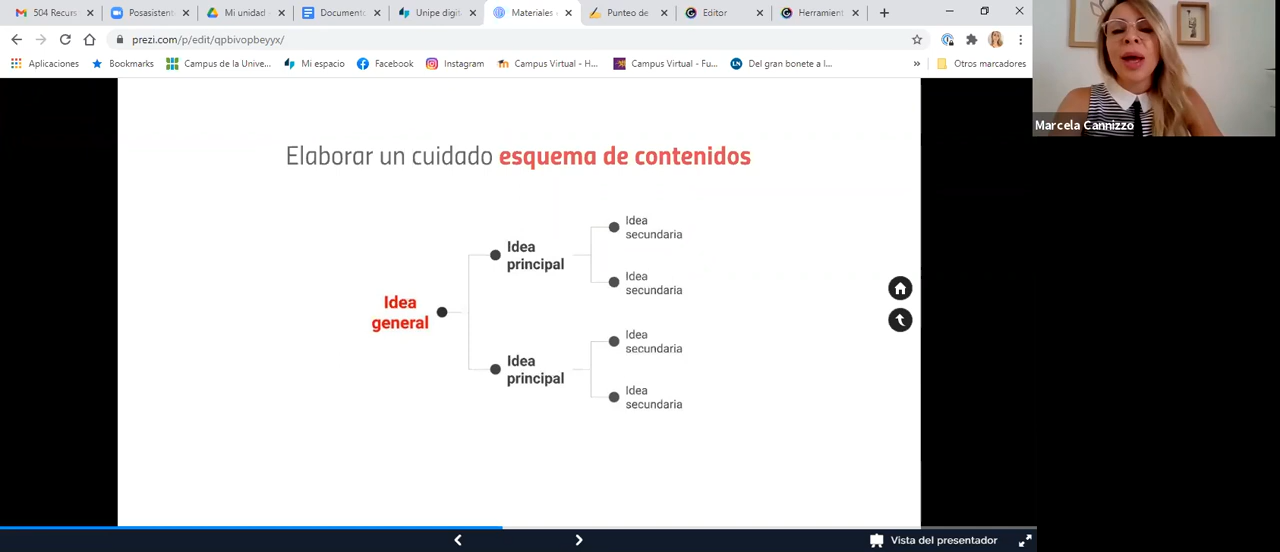 504 Recurs
Posasistent
Mi unidad
Documento
Unipe digit
Materiales
Punteo de
Editor
Herramient
prezi.com/p/edit/qpbivopbeyyx/
Aplicaciones
Bookmarks
Campus de la Unive...
Mi espacio
Facebook
Instagram
Campus Virtual - H...
Campus Virtual - Fu...
LN
Del gran bonete a l...
»
Otros marcadores
Marcela Cannizzo
Elaborar un cuidado esquema de contenidos
Idea
general
Idea
principal
Idea
secundaria
Idea
secundaria
Idea
principal
Idea
secundaria
Idea
secundaria
Vista del presentador